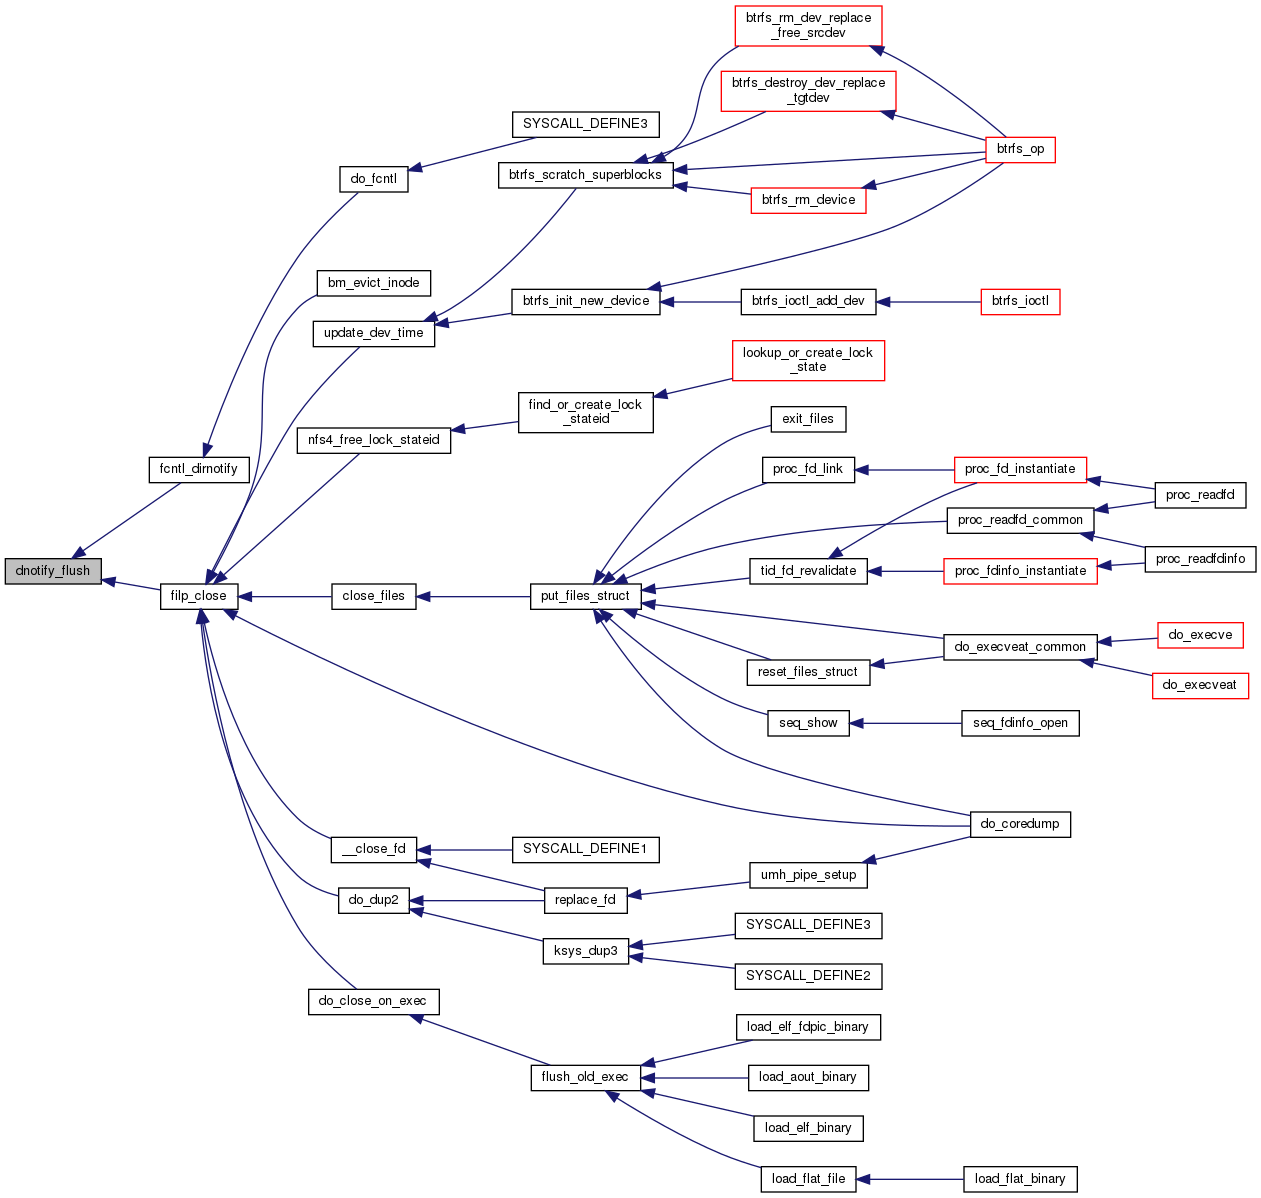 btrfs_rm_dev_replace
_free_srcdev
btrfs_destroy_dev_replace
_tgtdev
SYSCALL_DEFINE3
btrfs_op
do_fcntl
btrfs_scratch_superblocks
btrfs_rm_device
bm_evict_inode
btrfs_init_new_device
btrfs_ioctl_add_dev
btrfs_ioctl
update_dev_time
lookup_or_create_lock
_state
find_or_create_lock
_stateid
exit_files
nfs4_free_lock_stateid
fcntl_dirnotify
proc_fd_link
proc_fd_instantiate
proc_readfd
proc_readfd_common
proc_readfdinfo
dnotify_flush
tid_fd_revalidate
proc_fdinfo_instantiate
filp_close
close_files
put_files_struct
do_execve
do_execveat_common
reset_files_struct
do_execveat
seq_show
seq_fdinfo_open
do_coredump
__close_fd
SYSCALL_DEFINE1
umh_pipe_setup
do_dup2
replace_fd
SYSCALL_DEFINE3
ksys_dup3
SYSCALL_DEFINE2
do_close_on_exec
load_elf_fdpic_binary
flush_old_exec
load_aout_binary
load_elf_binary
load_flat_file
load_flat_binary